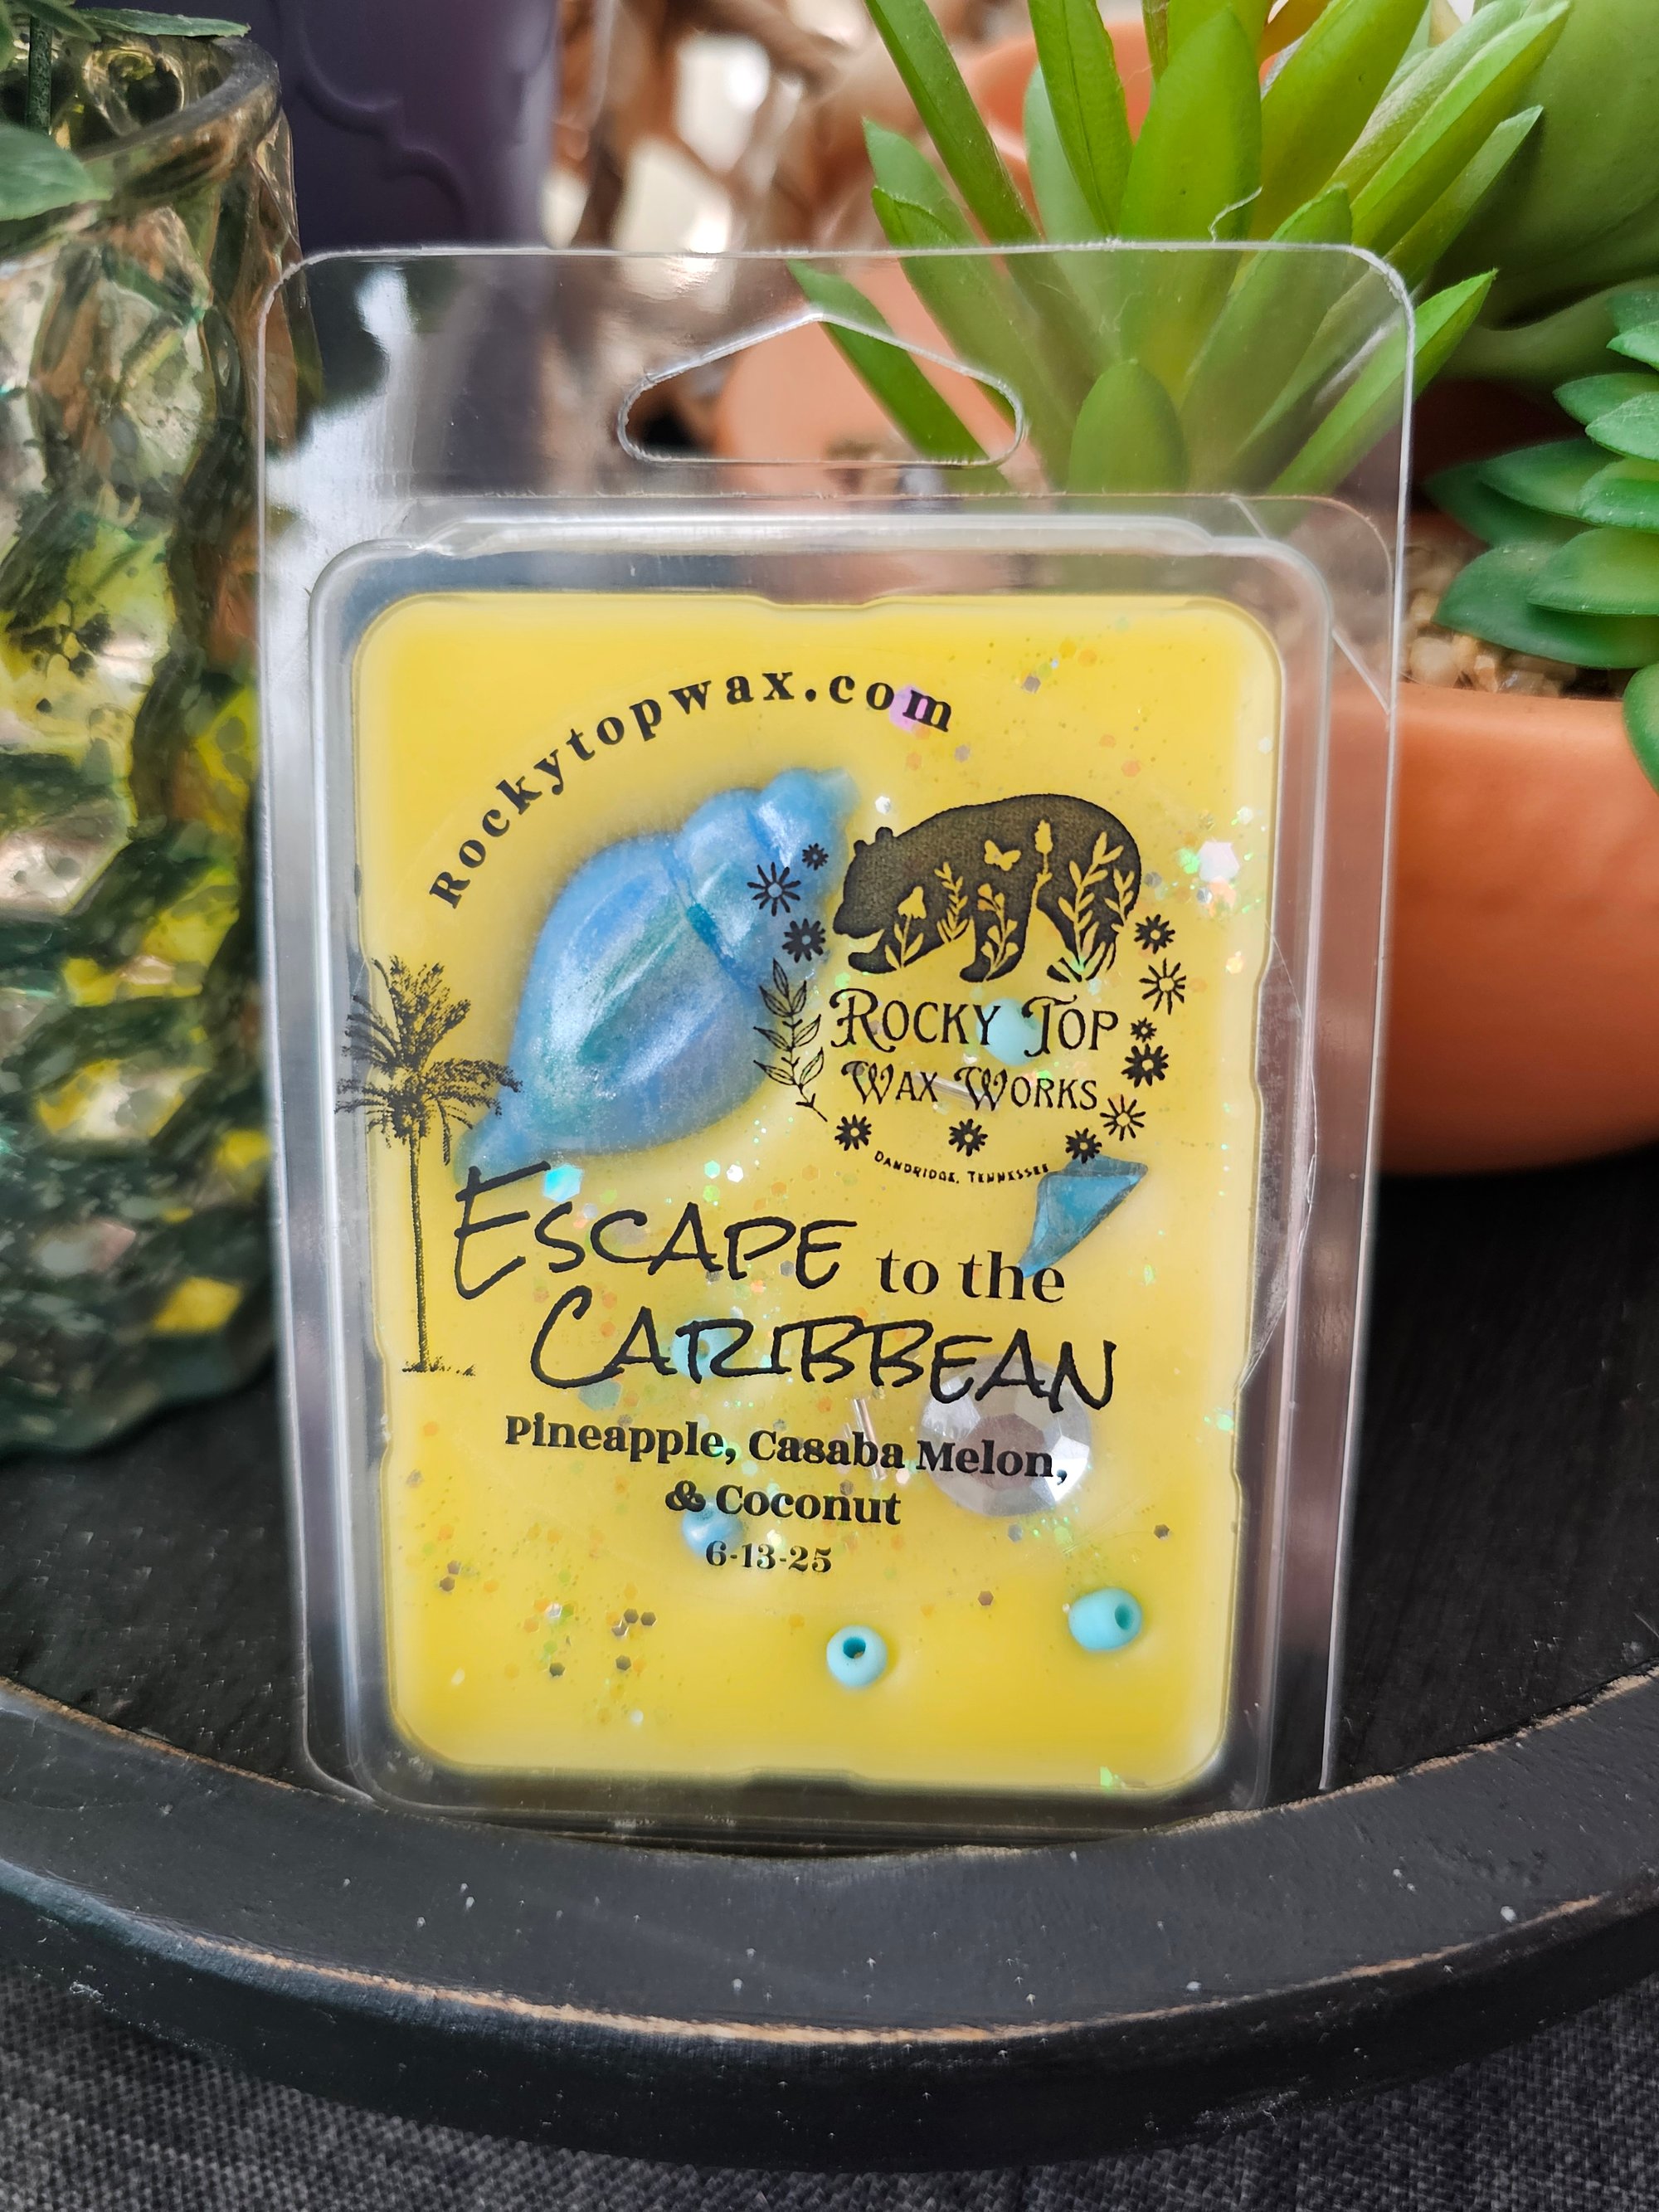 Rockytopwax.com
ROCKY TOP
WAX WORKS
DANDRIDGE, TENNESSEE
ESCAPE to the
CARIBBEAN
Pineapple, Casaba Melon,
& Coconut
6-13-25